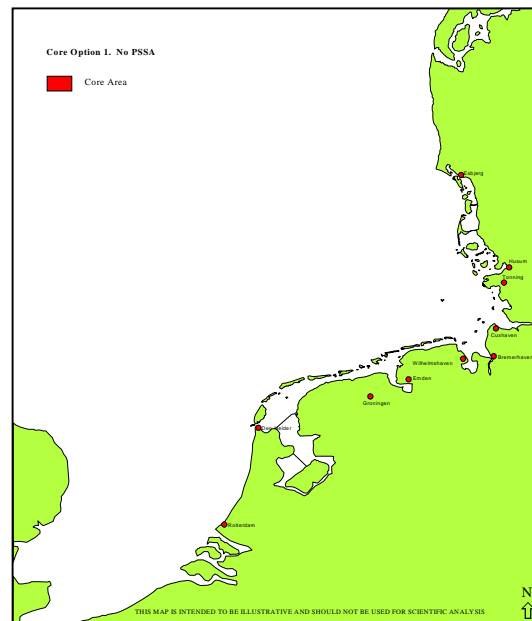 Core Option 1. No PSSA
Core Area
Esbjerg
Husum
Tonning
Cuxhaven
Wilhelmshaven
Bremerhaven
Emden
Groningen
Den Helder
Rotterdam
N
THIS MAP IS INTENDED TO BE ILLUSTRATIVE AND SHOULD NOT BE USED FOR SCIENTIFIC ANALYSIS